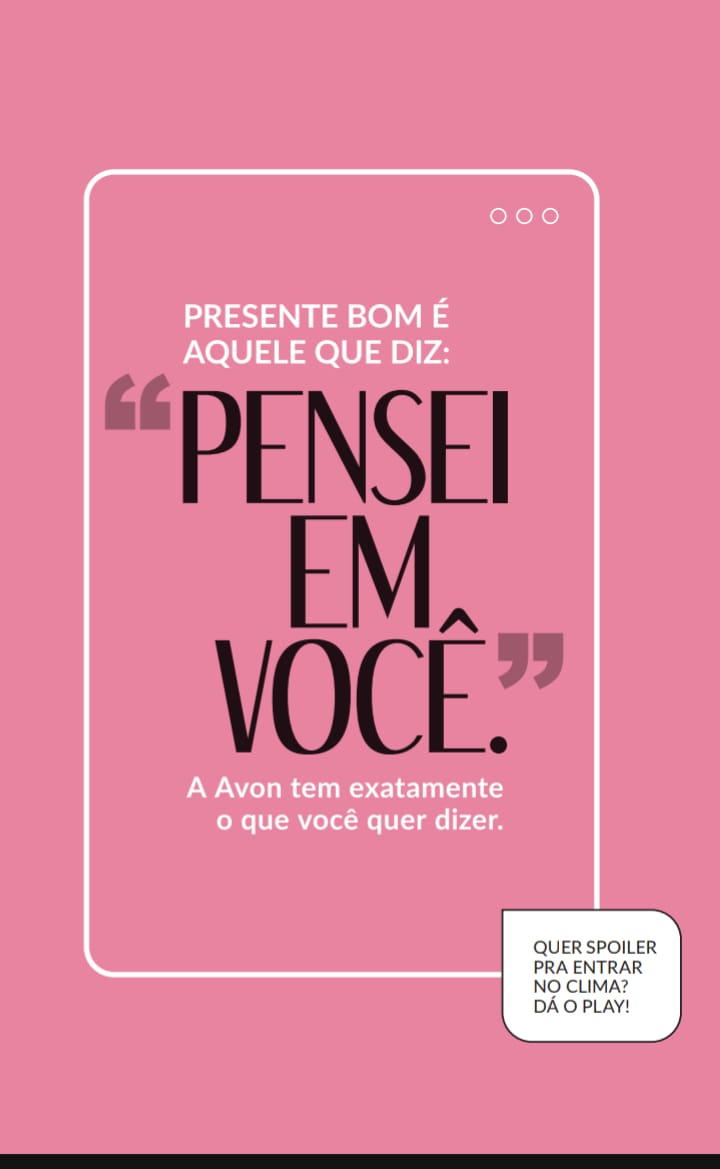 PRESENTE BOM É
AQUELE QUE DIZ:
“PENSEI
EM
VOCÊ.”
A Avon tem exatamente
o que você quer dizer.
QUER SPOILER
PRA ENTRAR
NO CLIMA?
DÁ O PLAY!